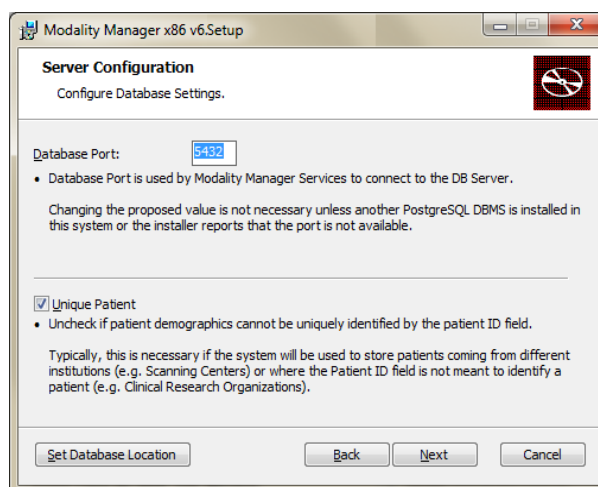 Modality Manager x86 v6.Setup
Server Configuration
Configure Database Settings.
Database Port: 5432
• Database Port is used by Modality Manager Services to connect to the DB Server.
Changing the proposed value is not necessary unless another PostgreSQL DBMS is installed in
this system or the installer reports that the port is not available.
Unique Patient
• Uncheck if patient demographics cannot be uniquely identified by the patient ID field.
Typically, this is necessary if the system will be used to store patients coming from different
institutions (e.g. Scanning Centers) or where the Patient ID field is not meant to identify a
patient (e.g. Clinical Research Organizations).
Set Database Location Back Next Cancel